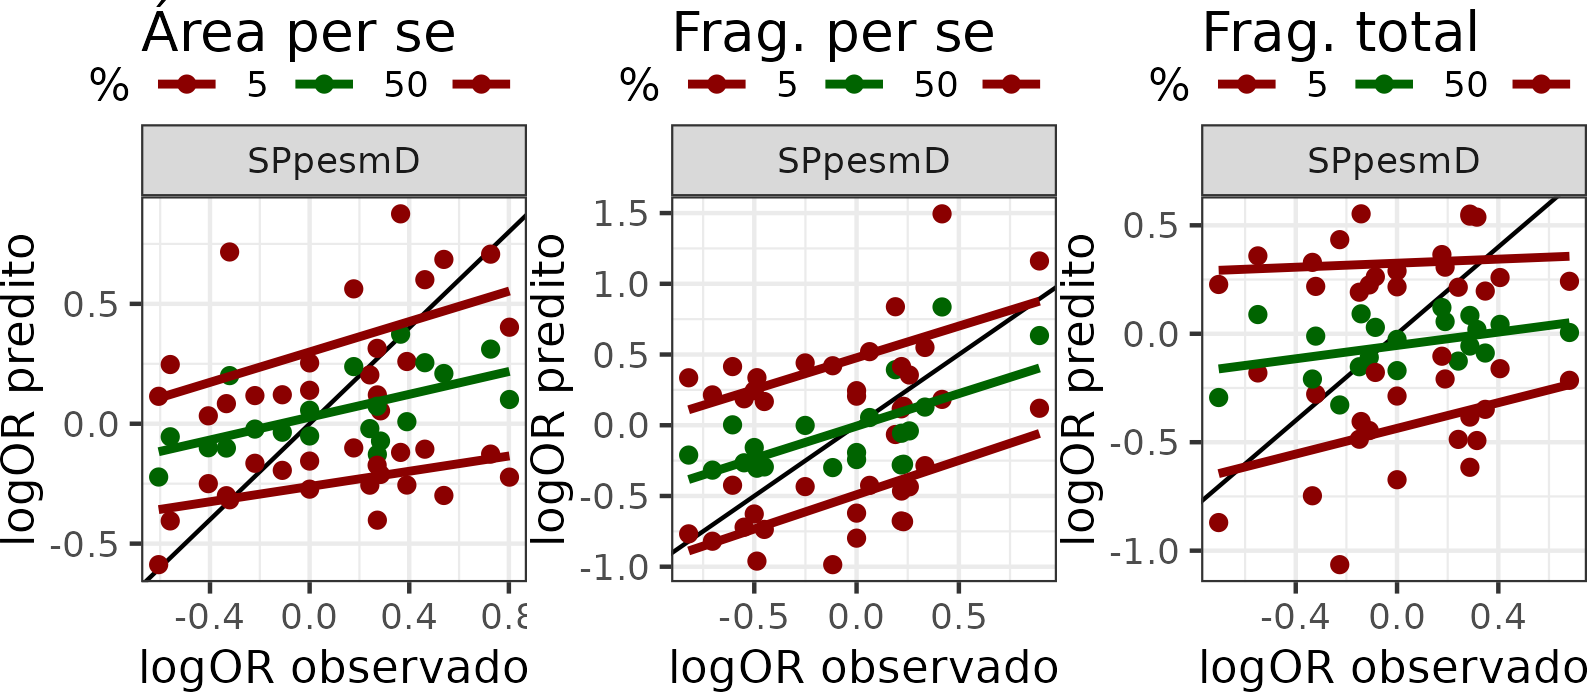 Área per se
% 5 50
SPpesmD
logOR predito
0.5
0.0
-0.5
-0.4 0.0 0.4 0.8
logOR observado
Frag. per se
% 5 50
SPpesmD
logOR predito
1.5
1.0
0.5
0.0
-0.5
-1.0
-0.5 0.0 0.5
logOR observado
Frag. total
% 5 50
SPpesmD
logOR predito
0.5
0.0
-0.5
-1.0
-0.4 0.0 0.4
logOR observado